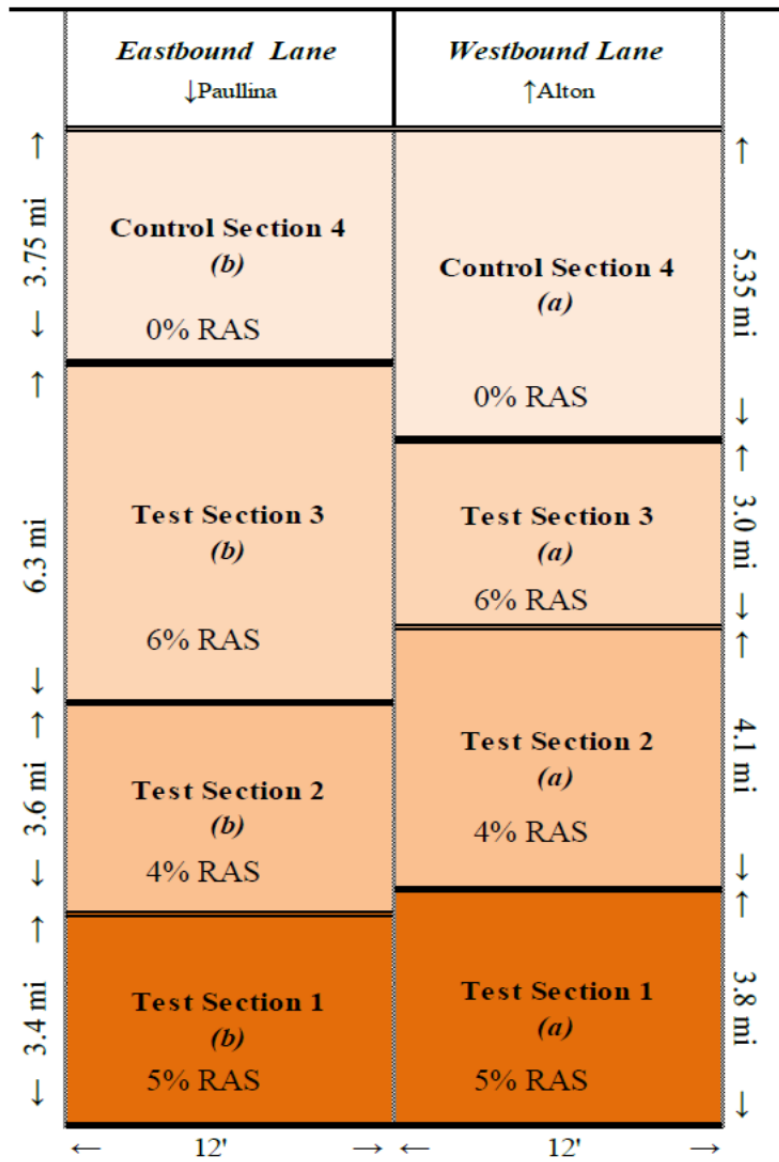 Eastbound Lane
↓Paullina
Westbound Lane
↑Alton
← 3.75 mi →
Control Section 4
(b)
0% RAS
Control Section 4
(a)
0% RAS
← 5.35 mi →
← 6.3 mi →
Test Section 3
(b)
6% RAS
Test Section 3
(a)
6% RAS
← 3.0 mi →
← 3.6 mi →
Test Section 2
(b)
4% RAS
Test Section 2
(a)
4% RAS
← 4.1 mi →
← 3.4 mi →
Test Section 1
(b)
5% RAS
Test Section 1
(a)
5% RAS
← 3.8 mi →
← 12' →
← 12' →